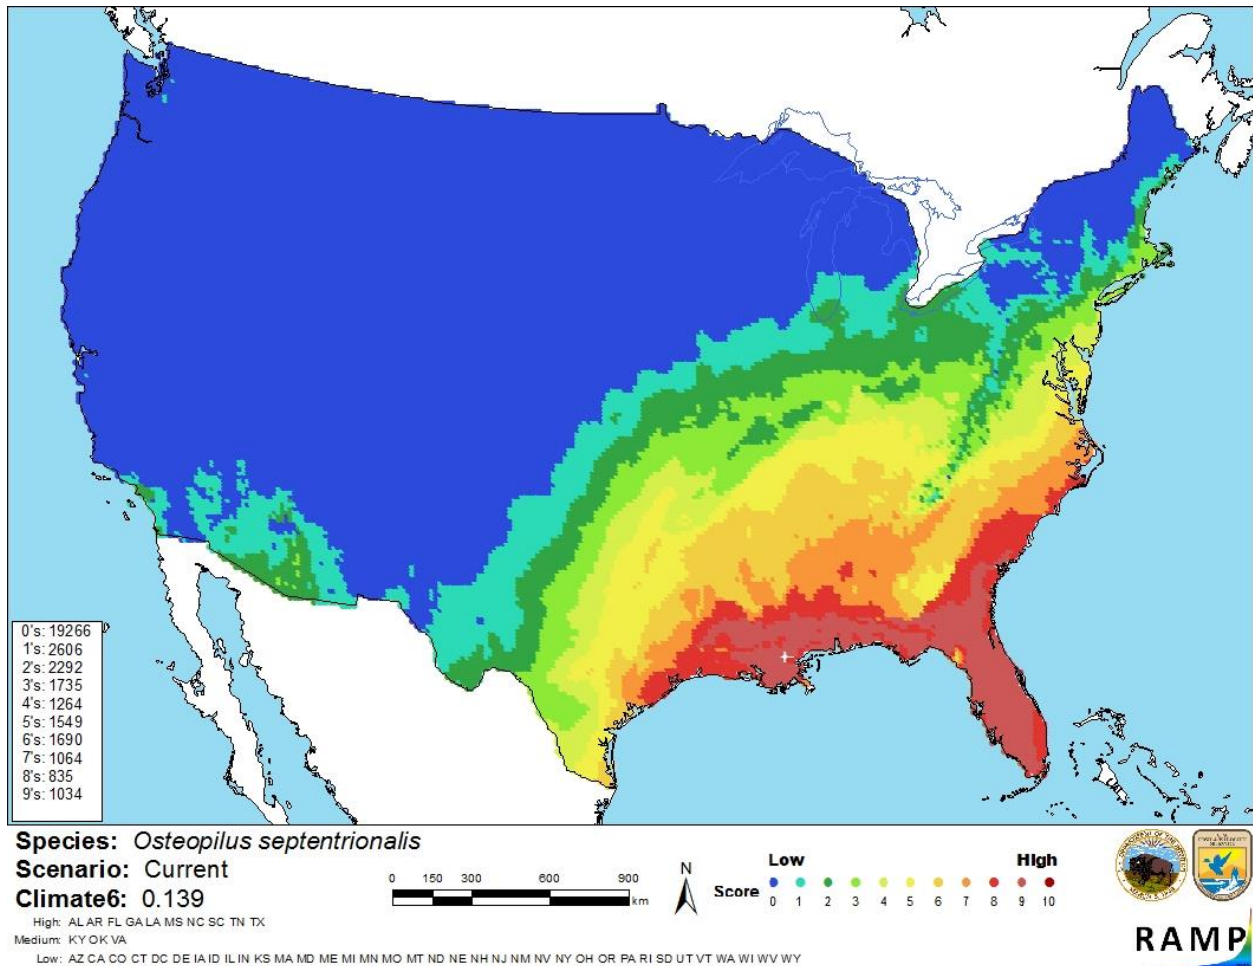 0's: 19266
1's: 2606
2's: 2292
3's: 1735
4's: 1264
5's: 1549
6's: 1690
7's: 1064
8's: 835
9's: 1034
Species: Osteopilus septentrionalis
Scenario: Current
Climate6: 0.139
High: AL AR FL GA LA MS NC SC TN TX
Medium: KY OK VA
Low: AZ CA CO CT DC DE IA ID IL IN KS MA MD ME MI MN MO MT ND NE NH NJ NM NV NY OH OR PA RI SD UT VT WA WI WV WY
0 150 300 600 900
km
N
Low High
Score
0 1 2 3 4 5 6 7 8 9 10
RAMP